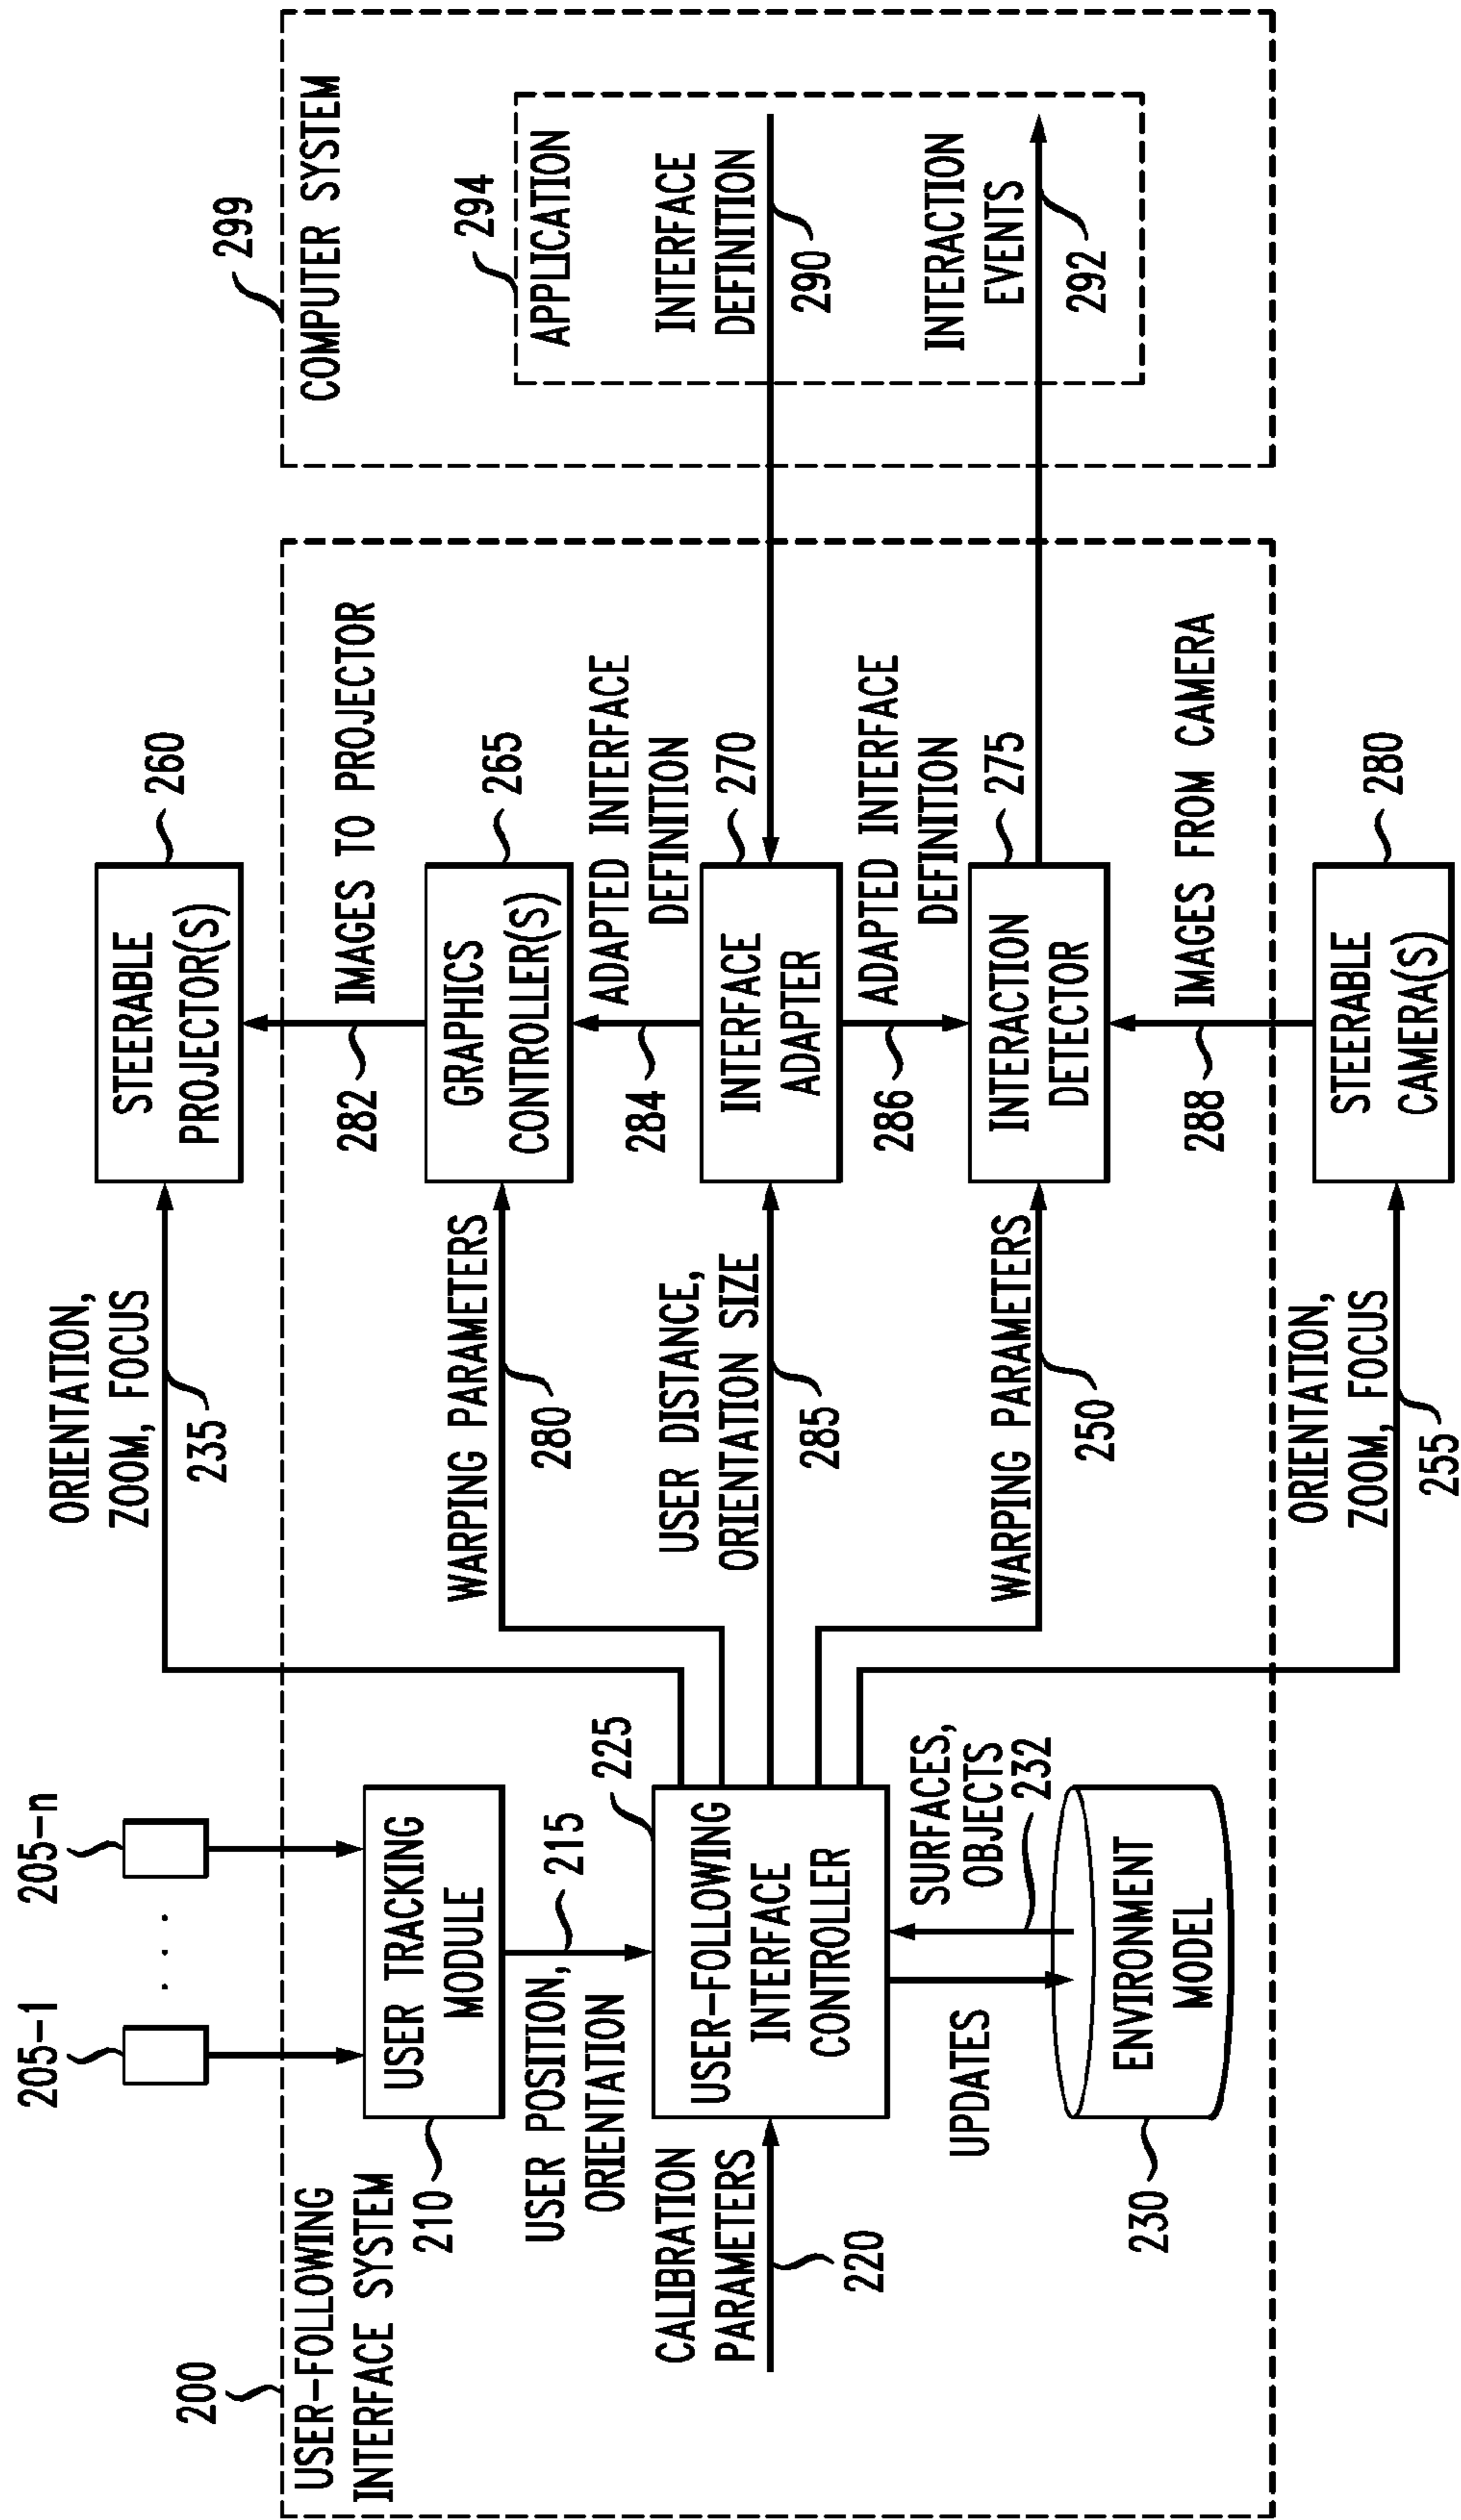 200
USER-FOLLOWING
INTERFACE SYSTEM
205-1
. . .
205-n
USER TRACKING
MODULE
210
USER POSITION,
ORIENTATION
215
CALIBRATION
PARAMETERS
220
USER-FOLLOWING
INTERFACE
CONTROLLER
225
UPDATES
SURFACES,
OBJECTS
232
ENVIRONMENT
MODEL
230
ORIENTATION,
ZOOM, FOCUS
235
WARPING PARAMETERS
280
USER DISTANCE,
ORIENTATION SIZE
285
WARPING PARAMETERS
250
ORIENTATION,
ZOOM, FOCUS
255
STEERABLE
PROJECTOR(S)
260
282
IMAGES TO PROJECTOR
GRAPHICS
CONTROLLER(S)
265
284
ADAPTED INTERFACE
DEFINITION
INTERFACE
ADAPTER
270
286
ADAPTED INTERFACE
DEFINITION
INTERACTION
DETECTOR
275
288
IMAGES FROM CAMERA
STEERABLE
CAMERA(S)
280
299
COMPUTER SYSTEM
294
APPLICATION
INTERFACE
DEFINITION
290
INTERACTION
EVENTS
292